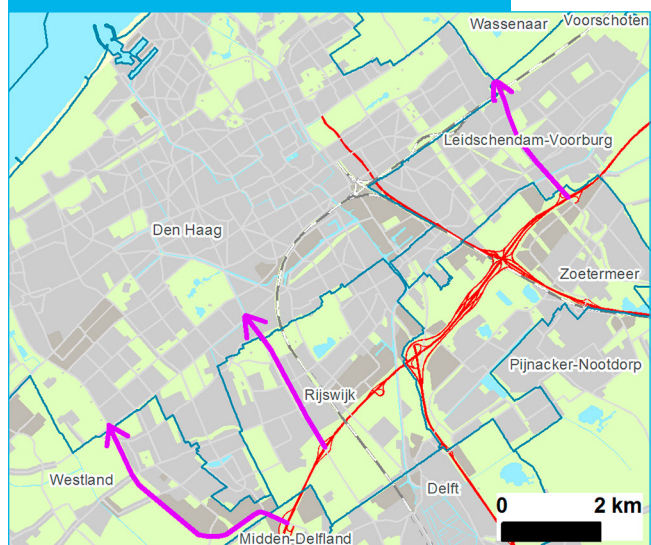 Wassenaar
Voorschoten
Leidschendam-Voorburg
Den Haag
Zoetermeer
Pijnacker-Nootdorp
Rijswijk
Westland
Delft
0 2 km
Midden-Delfland